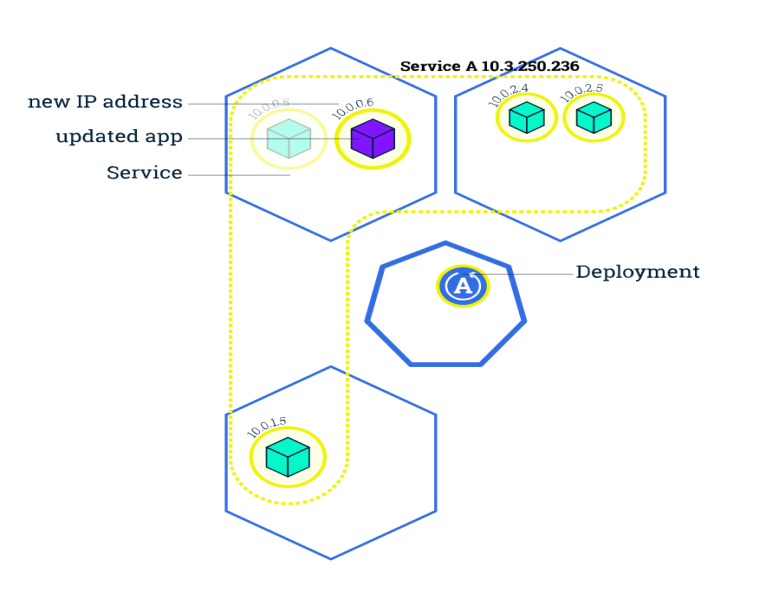 Service A 10.3.250.236
new IP address
10.0.0.5
10.0.0.6
10.0.2.4
10.0.2.5
updated app
Service
A
Deployment
10.0.1.5